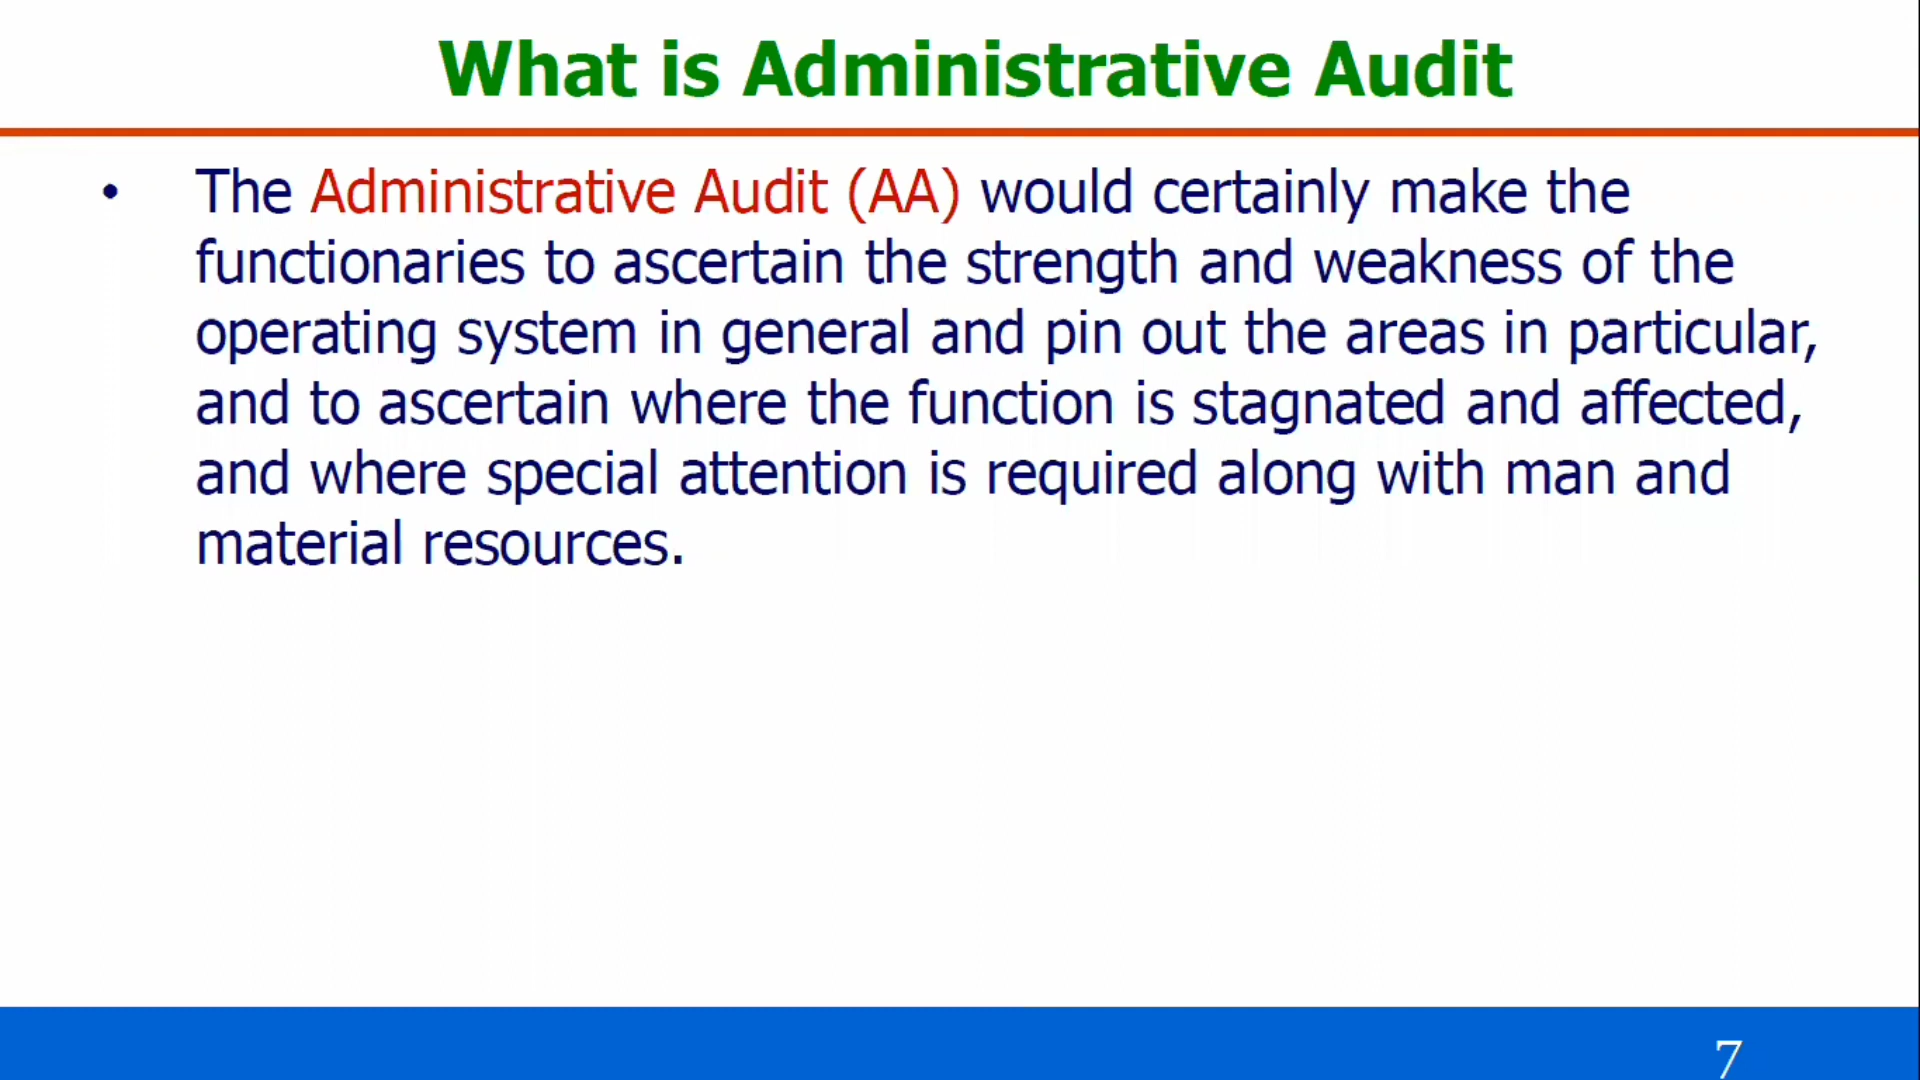 What is Administrative Audit
• The Administrative Audit (AA) would certainly make the
functionaries to ascertain the strength and weakness of the
operating system in general and pin out the areas in particular,
and to ascertain where the function is stagnated and affected,
and where special attention is required along with man and
material resources.
7